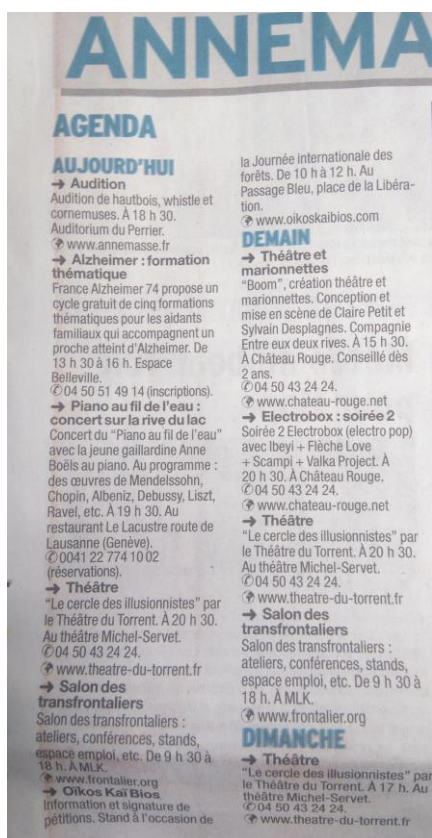 ANNEMA
AGENDA
AUJOURD'HUI
→ Audition
Audition de hautbois, whistle et
cornemuses. À 18 h 30.
Auditorium du Perrier.
www.annemasse.fr
→ Alzheimer : formation
thématique
France Alzheimer 74 propose un
cycle gratuit de cinq formations
thématiques pour les aidants
familiaux qui accompagnent un
proche atteint d'Alzheimer. De
13 h 30 à 16 h. Espace
Belleville.
✆ 04 50 51 49 14 (inscriptions).
→ Piano au fil de l'eau :
concert sur la rive du lac
Concert du "Piano au fil de l'eau"
avec la jeune gaillardine Anne
Boëls au piano. Au programme :
des œuvres de Mendelssohn,
Chopin, Albeniz, Debussy, Liszt,
Ravel, etc. À 19 h 30. Au
restaurant Le Lacustre route de
Lausanne (Genève).
✆ 0041 22 774 10 02
(réservations).
→ Théâtre
"Le cercle des illusionnistes" par
le Théâtre du Torrent. À 20 h 30.
Au théâtre Michel-Servet.
✆ 04 50 43 24 24.
www.theatre-du-torrent.fr
→ Salon des
transfrontaliers
Salon des transfrontaliers :
ateliers, conférences, stands,
espace emploi, etc. De 9 h 30 à
18 h. À MLK.
www.frontalier.org
→ Oïkos Kaï Bios
Information et signature de
pétitions. Stand à l'occasion de
la Journée internationale des
forêts. De 10 h à 12 h. Au
Passage Bleu, place de la Libéra-
tion.
www.oikoskaibios.com
DEMAIN
→ Théâtre et
marionnettes
"Boom", création théâtre et
marionnettes. Conception et
mise en scène de Claire Petit et
Sylvain Desplagnes. Compagnie
Entre eux deux rives. À 15 h 30.
À Château Rouge. Conseillé dès
2 ans.
✆ 04 50 43 24 24.
www.chateau-rouge.net
→ Electrobox : soirée 2
Soirée 2 Electrobox (electro pop)
avec Ibeyi + Flèche Love
+ Scampi + Valka Project. À
20 h 30. À Château Rouge.
✆ 04 50 43 24 24.
www.chateau-rouge.net
→ Théâtre
"Le cercle des illusionnistes" par
le Théâtre du Torrent. À 20 h 30.
Au théâtre Michel-Servet.
✆ 04 50 43 24 24.
www.theatre-du-torrent.fr
→ Salon des
transfrontaliers
Salon des transfrontaliers :
ateliers, conférences, stands,
espace emploi, etc. De 9 h 30 à
18 h. À MLK.
www.frontalier.org
DIMANCHE
→ Théâtre
"Le cercle des illusionnistes" par
le Théâtre du Torrent. À 17 h. Au
théâtre Michel-Servet.
✆ 04 50 43 24 24.
www.theatre-du-torrent.fr